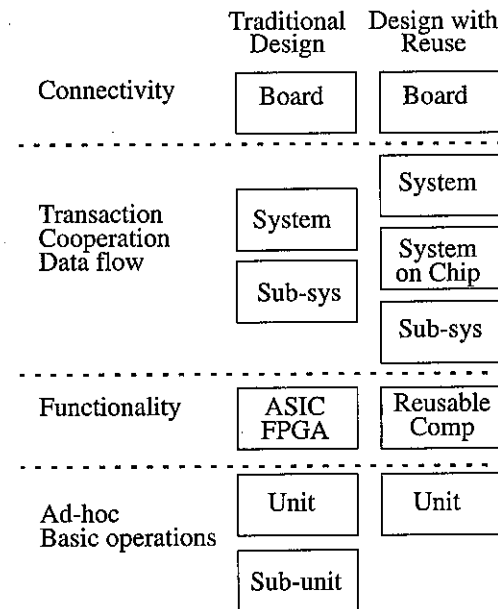 Traditional Design
Design with Reuse
Connectivity
Board
Board
Transaction
Cooperation
Data flow
System
Sub-sys
System
System
on Chip
Sub-sys
Functionality
ASIC
FPGA
Reusable
Comp
Ad-hoc
Basic operations
Unit
Sub-unit
Unit